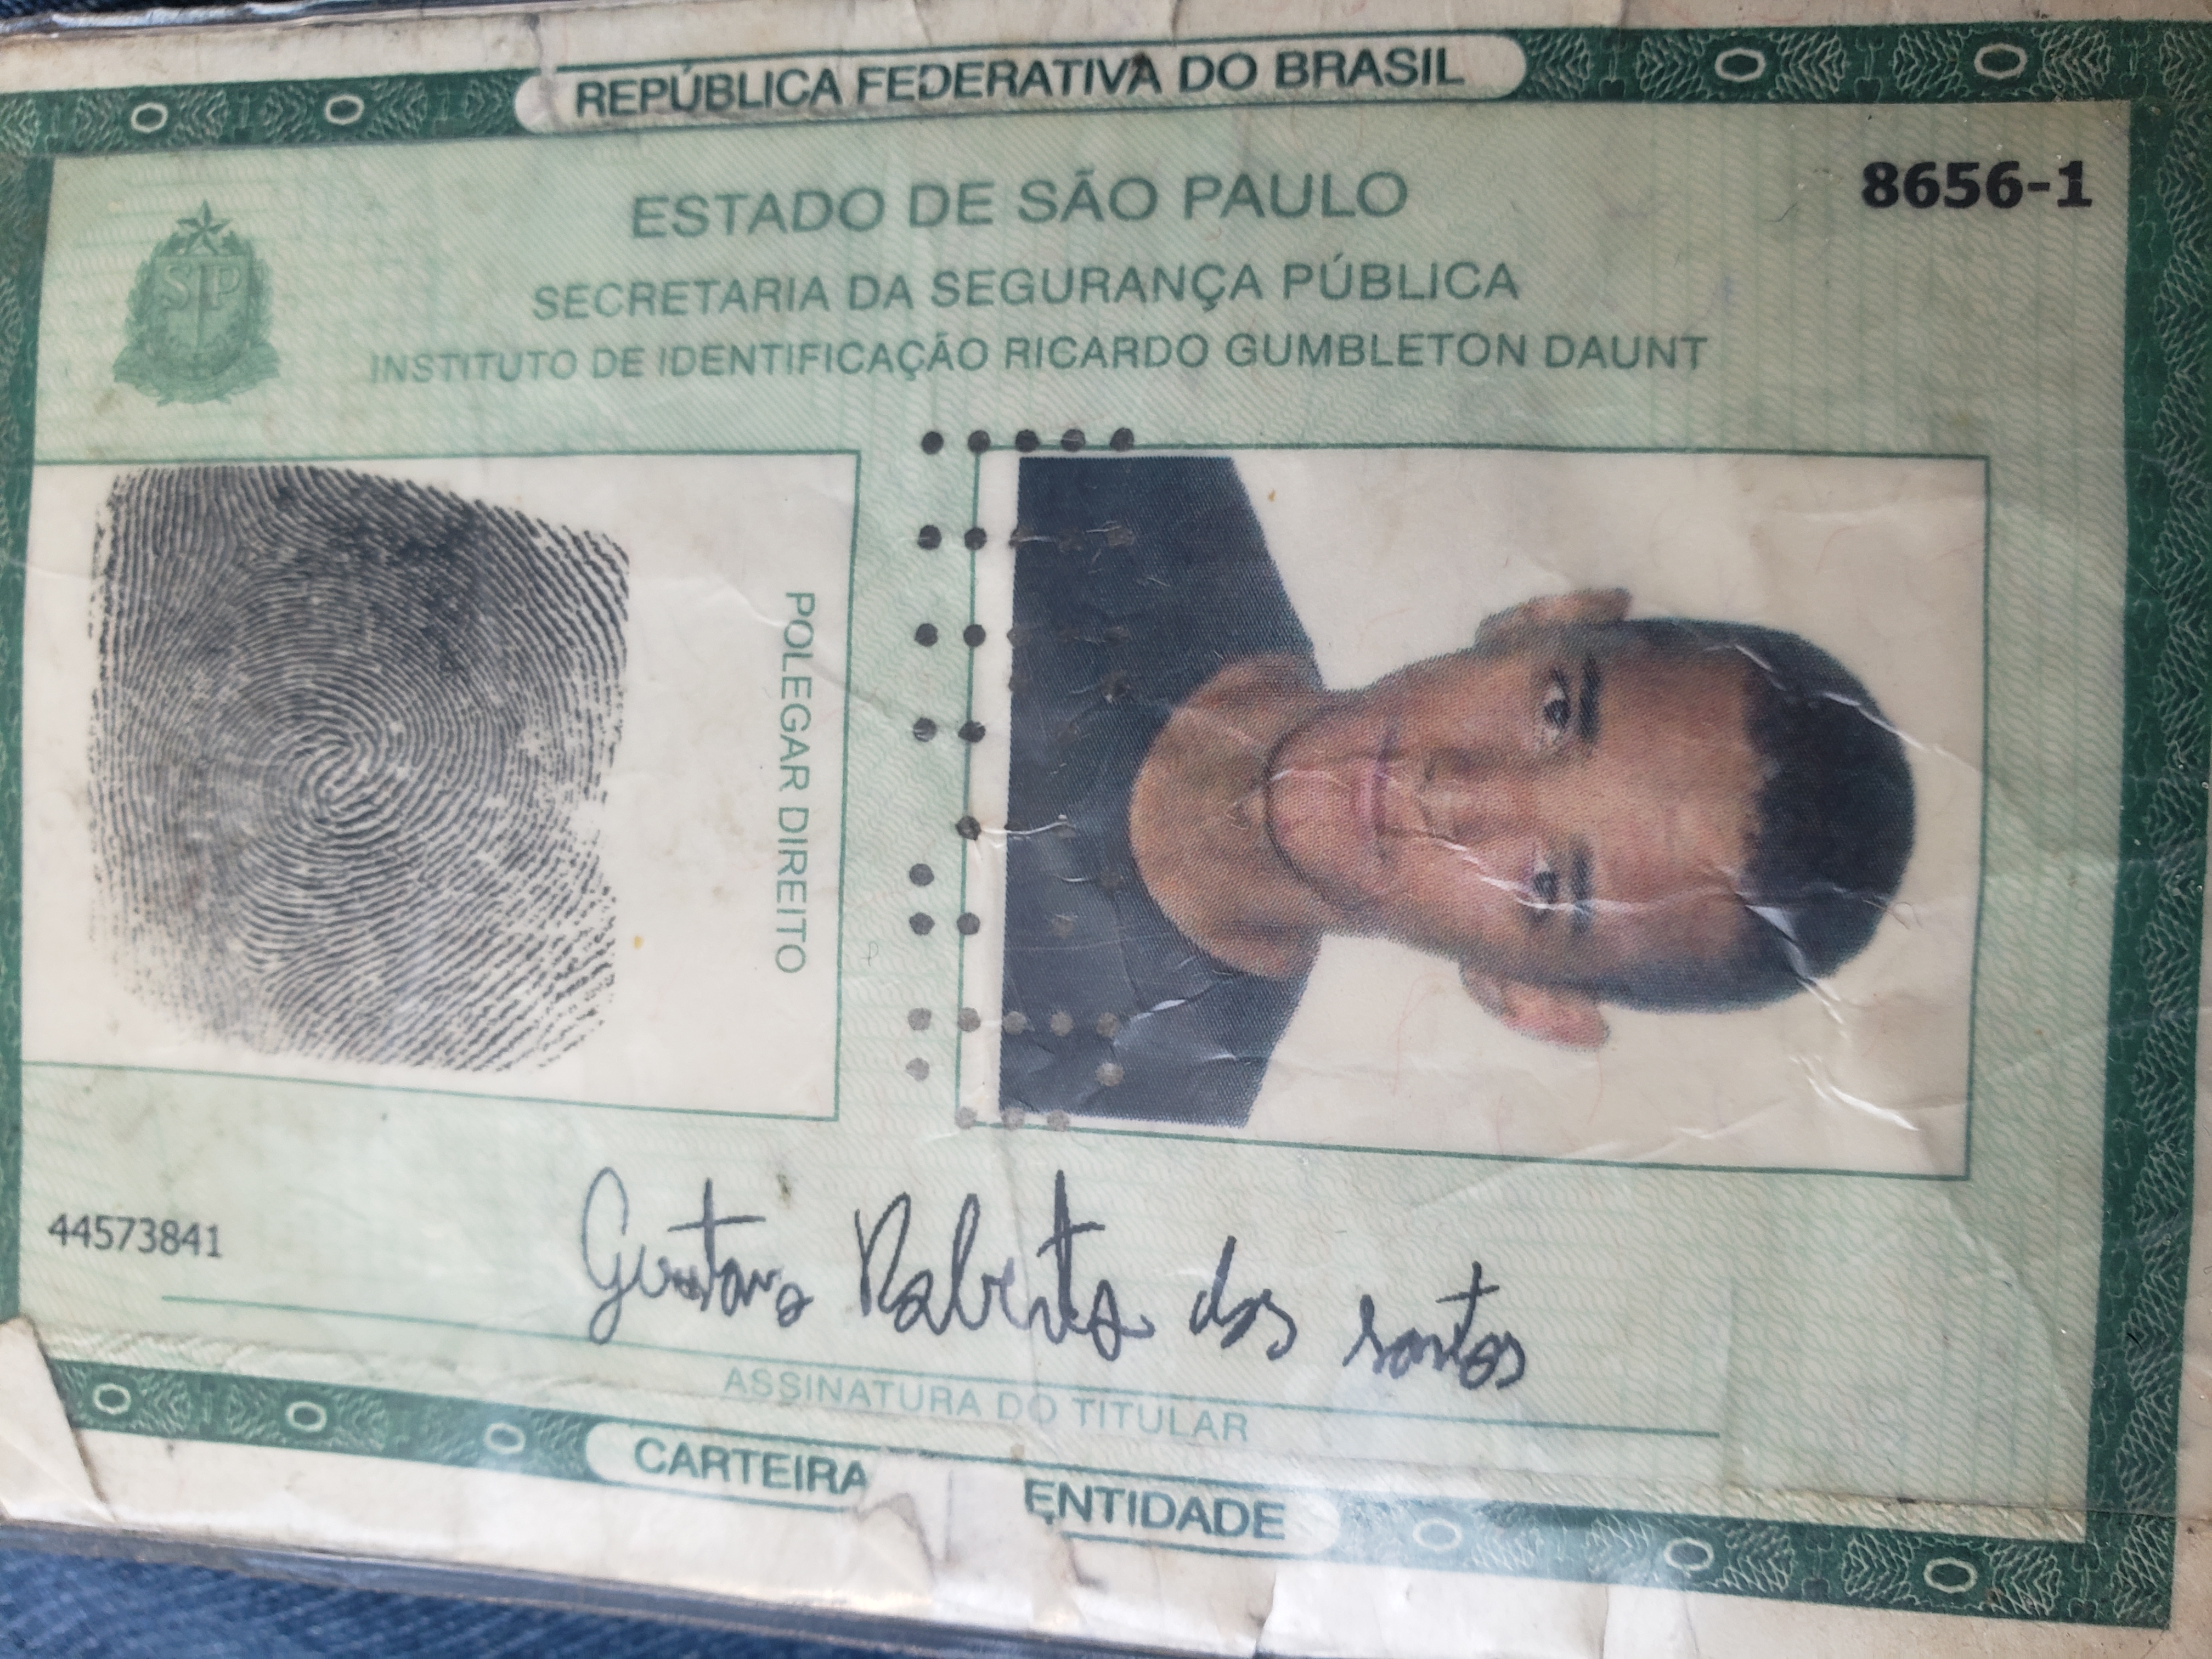 REPÚBLICA FEDERATIVA DO BRASIL
ESTADO DE SÃO PAULO
8656-1
SECRETARIA DA SEGURANÇA PÚBLICA
INSTITUTO DE IDENTIFICAÇÃO RICARDO GUMBLETON DAUNT
SP
POLEGAR DIREITO
44573841
Gustavo Roberto dos Santos
ASSINATURA DO TITULAR
CARTEIRA
ENTIDADE